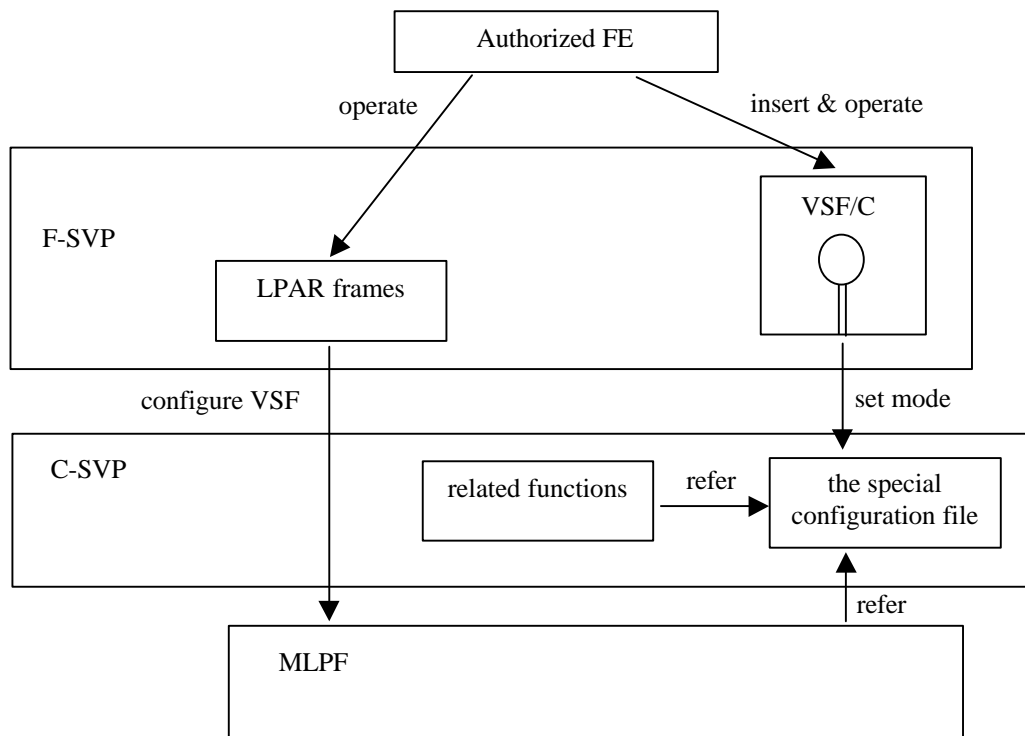 Authorized FE
operate
insert & operate
VSF/C
F-SVP
LPAR frames
configure VSF
set mode
C-SVP
related functions
refer
the special
configuration file
refer
MLPF